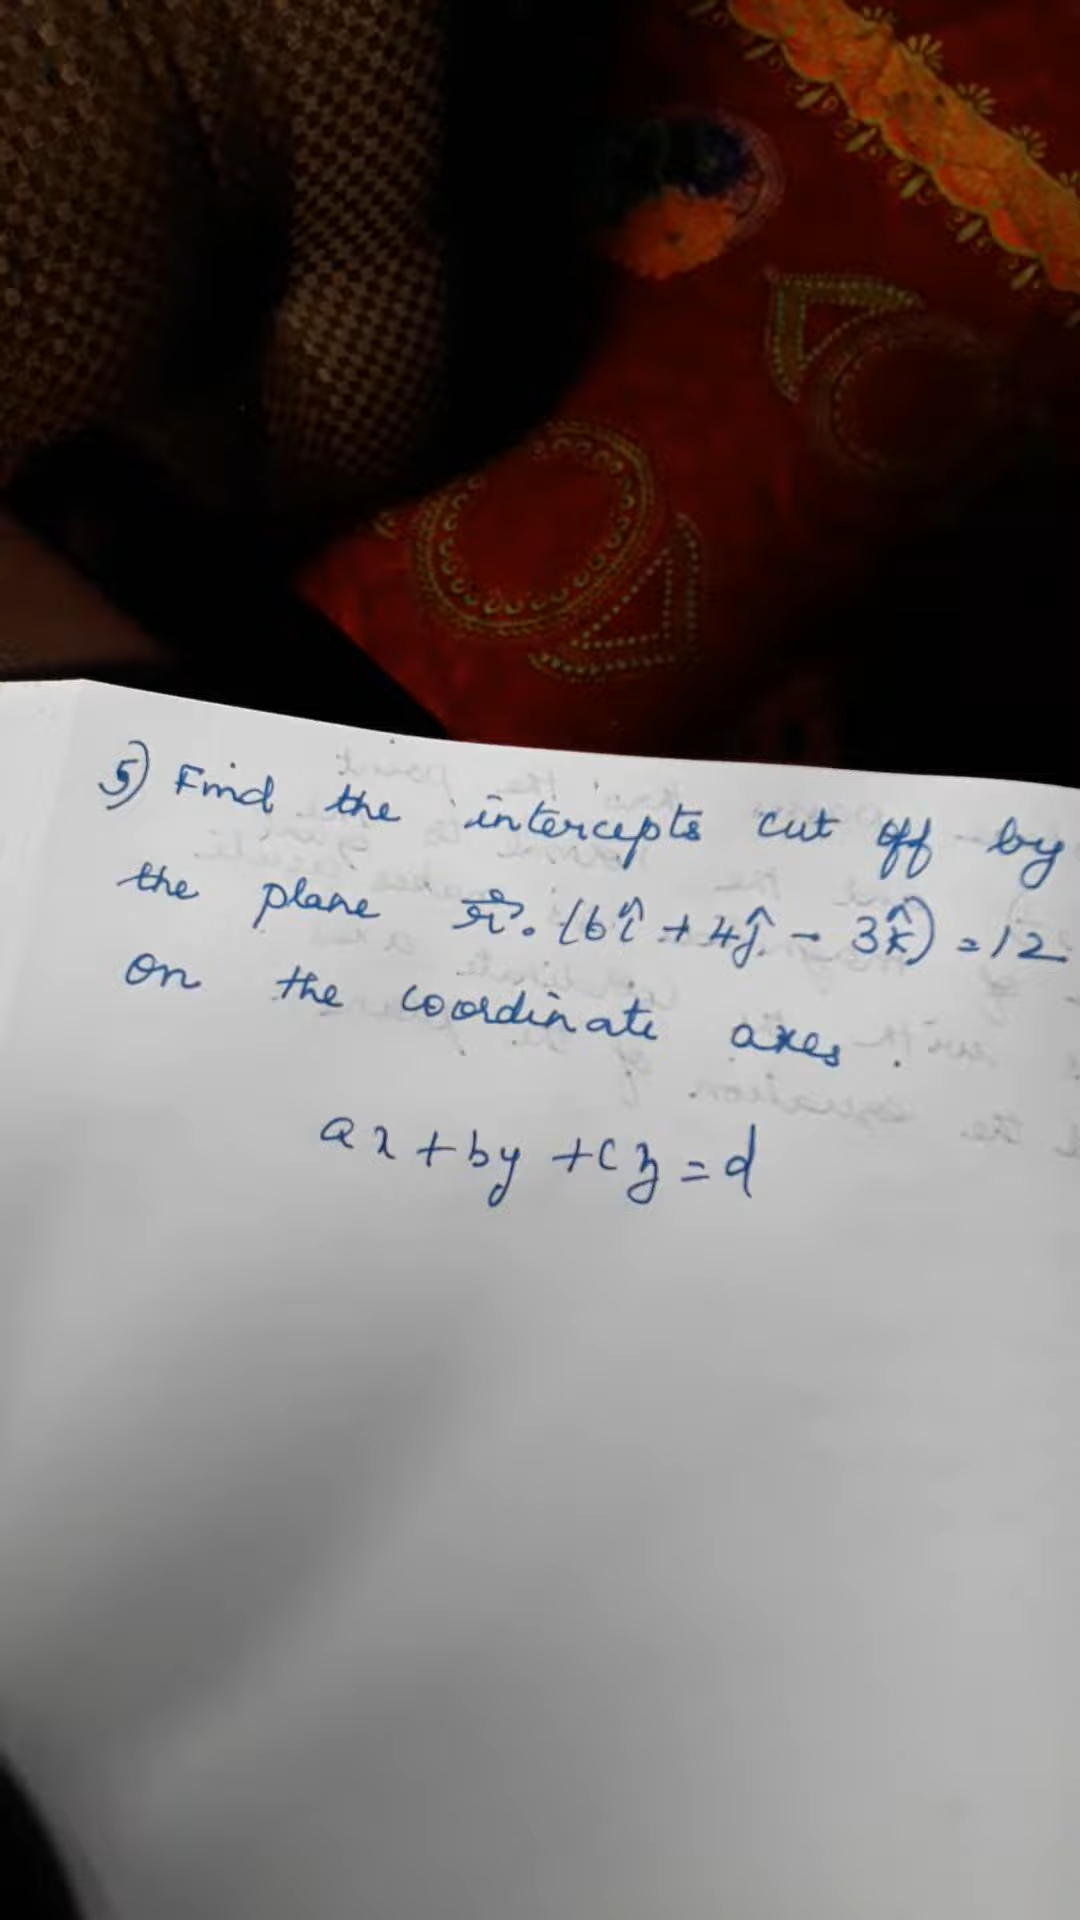 5) Find the intercepts cut off by
the plane r⃗. (6î + 4ĵ - 3k̂) = 12
on the coordinate axes.
ax + by + cz = d